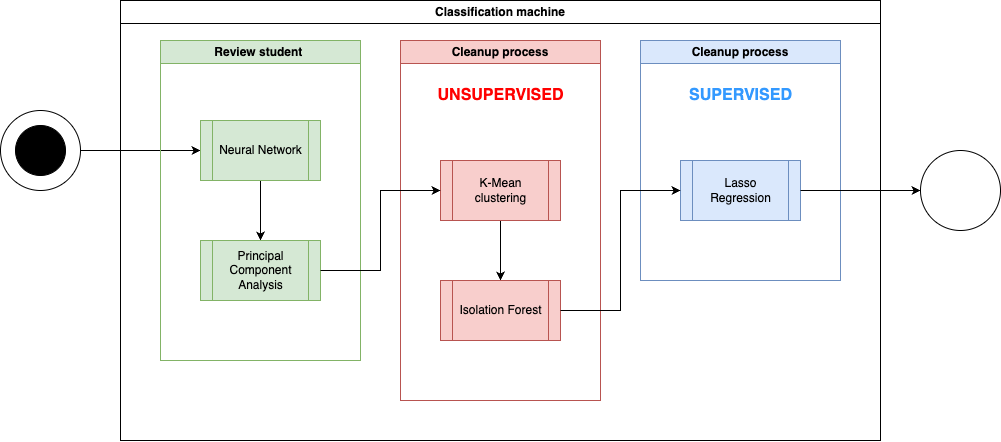 Classification machine
Review student
Neural Network
Principal
Component
Analysis
Cleanup process
UNSUPERVISED
K-Mean
clustering
Isolation Forest
Cleanup process
SUPERVISED
Lasso
Regression